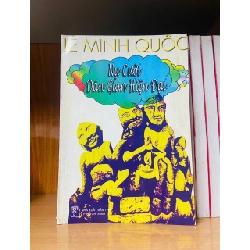 LÊ MINH QUỐC
Nụ Cười
Dân Gian Hiện Đại